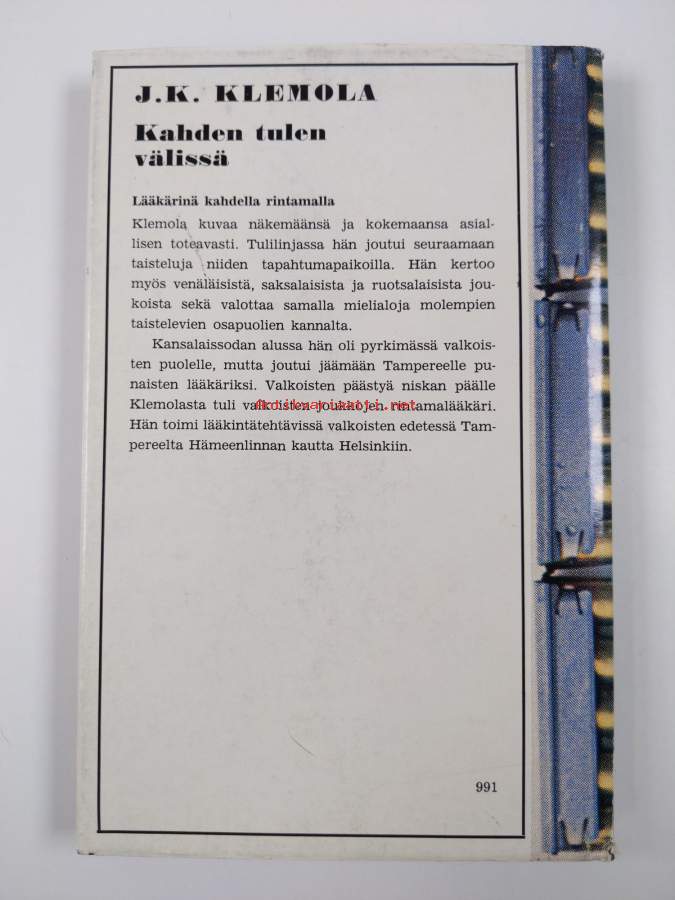 J.K. KLEMOLA
Kahden tulen
välissä
Lääkärinä kahdella rintamalla
Klemola kuvaa näkemäänsä ja kokemaansa asial-
lisen toteavasti. Tulilinjassa hän joutui seuraamaan
taisteluja niiden tapahtumapaikoilla. Hän kertoo
myös venäläisistä, saksalaisista ja ruotsalaisista jou-
koista sekä valottaa samalla mielialoja molempien
taistelevien osapuolien kannalta.
Kansalaissodan alussa hän oli pyrkimässä valkois-
ten puolelle, mutta joutui jäämään Tampereelle pu-
naisten lääkäriksi. Valkoisten päästyä niskan päälle
Klemolasta tuli valkoisten joukkojen rintamalääkäri.
Hän toimi lääkintätehtävissä valkoisten edetessä Tam-
pereelta Hämeenlinnan kautta Helsinkiin.
991